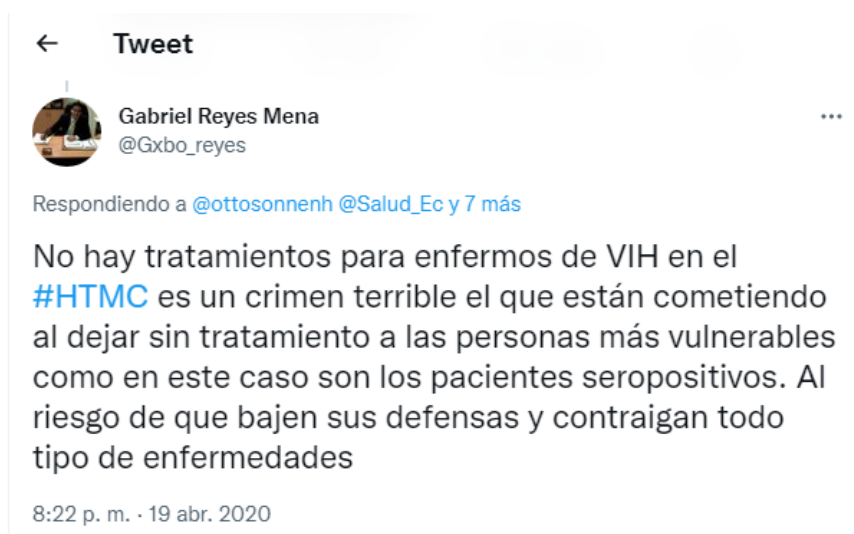 Tweet
Gabriel Reyes Mena
@Gxbo_reyes
Respondiendo a @ottosonnenh @Salud_Ec y 7 más
No hay tratamientos para enfermos de VIH en el
#HTMC es un crimen terrible el que están cometiendo
al dejar sin tratamiento a las personas más vulnerables
como en este caso son los pacientes seropositivos. Al
riesgo de que bajen sus defensas y contraigan todo
tipo de enfermedades
8:22 p. m. · 19 abr. 2020